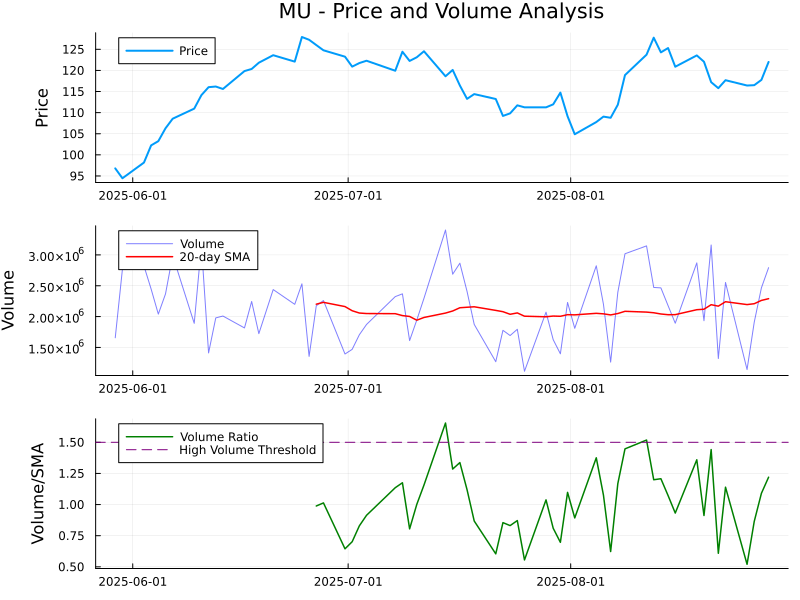 MU - Price and Volume Analysis
Price
125
120
115
110
105
100
95
Price
2025-06-01
2025-07-01
2025-08-01
Volume
20-day SMA
3.00×10⁶
2.50×10⁶
2.00×10⁶
1.50×10⁶
Volume
2025-06-01
2025-07-01
2025-08-01
Volume Ratio
High Volume Threshold
1.50
1.25
1.00
0.75
0.50
Volume/SMA
2025-06-01
2025-07-01
2025-08-01